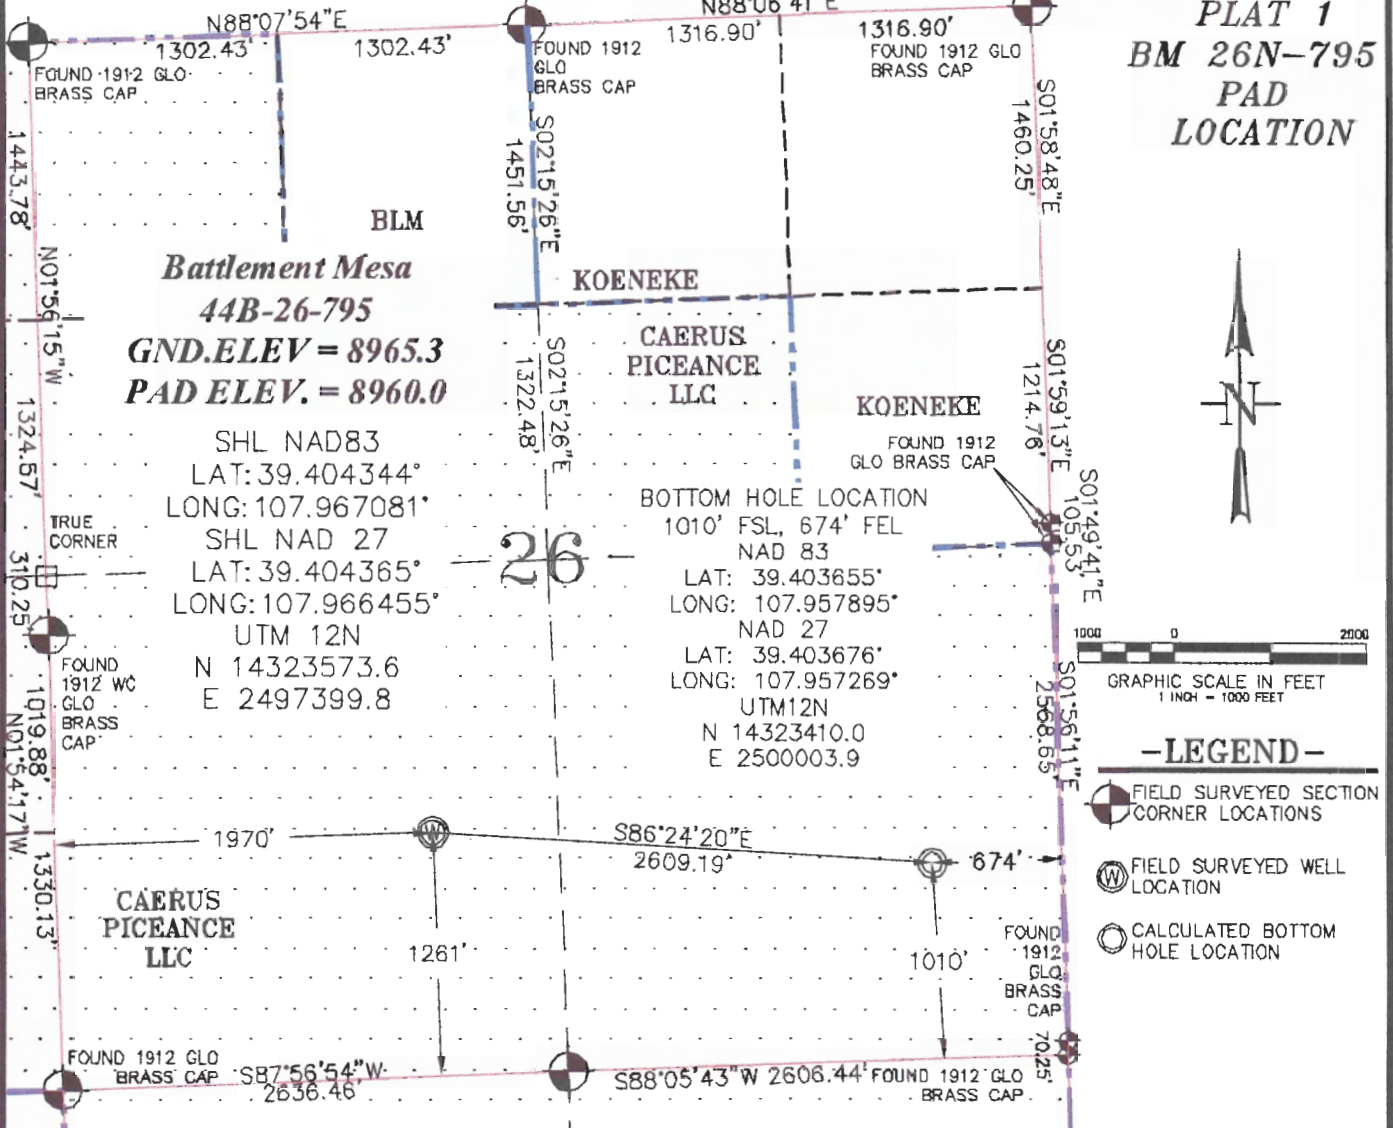 N88°07'54"E
1302.43'
1302.43'
N88°06'41"E
1316.90'
1316.90'
PLAT 1
BM 26N-795
PAD
LOCATION
FOUND 1912 GLO
BRASS CAP
FOUND 1912
GLO
BRASS CAP
FOUND 1912 GLO
BRASS CAP
1443.78'
S02°15'26"E
1451.56'
S01°58'48"E
1460.25'
BLM
Battlement Mesa
44B-26-795
GND.ELEV = 8965.3
PAD ELEV. = 8960.0
KOENEKE
CAERUS
PICEANCE
LLC
N01°56'15"W
1324.57'
S02°15'26"E
1322.48'
S01°59'13"E
1214.76'
KOENEKE
FOUND 1912
GLO BRASS CAP
N
SHL NAD83
LAT: 39.404344°
LONG: 107.967081°
SHL NAD 27
LAT: 39.404365°
LONG: 107.966455°
UTM 12N
N 14323573.6
E 2497399.8
TRUE
CORNER
310.25'
26
BOTTOM HOLE LOCATION
1010' FSL, 674' FEL
NAD 83
LAT: 39.403655°
LONG: 107.957895°
NAD 27
LAT: 39.403676°
LONG: 107.957269°
UTM12N
N 14323410.0
E 2500003.9
S01°49'41"E
105.53'
1000
0
2000
GRAPHIC SCALE IN FEET
1 INCH = 1000 FEET
FOUND
1912 WC
GLO
BRASS
CAP
1019.88'
N01°54'17"W
1330.13'
S01°56'11"E
2568.65'
-LEGEND-
FIELD SURVEYED SECTION
CORNER LOCATIONS
W
FIELD SURVEYED WELL
LOCATION
CALCULATED BOTTOM
HOLE LOCATION
1970'
W
S86°24'20"E
2609.19'
674'
CAERUS
PICEANCE
LLC
1261'
1010'
FOUND
1912
GLO
BRASS
CAP
70.25'
FOUND 1912 GLO
BRASS CAP
S87°56'54"W
2636.46'
S88°05'43"W 2606.44'
FOUND 1912 GLO
BRASS CAP